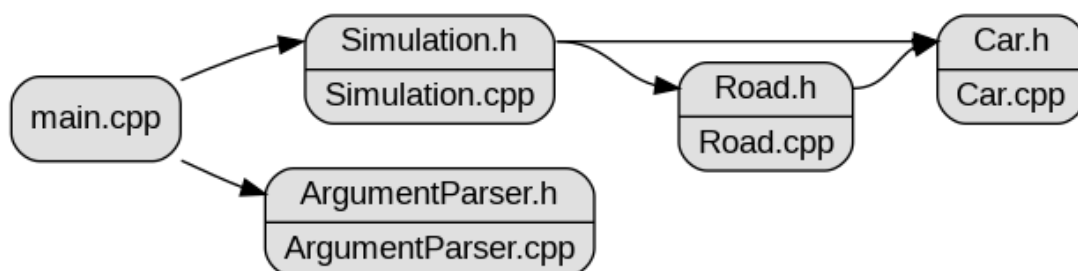 main.cpp
Simulation.h
Simulation.cpp
ArgumentParser.h
ArgumentParser.cpp
Road.h
Road.cpp
Car.h
Car.cpp